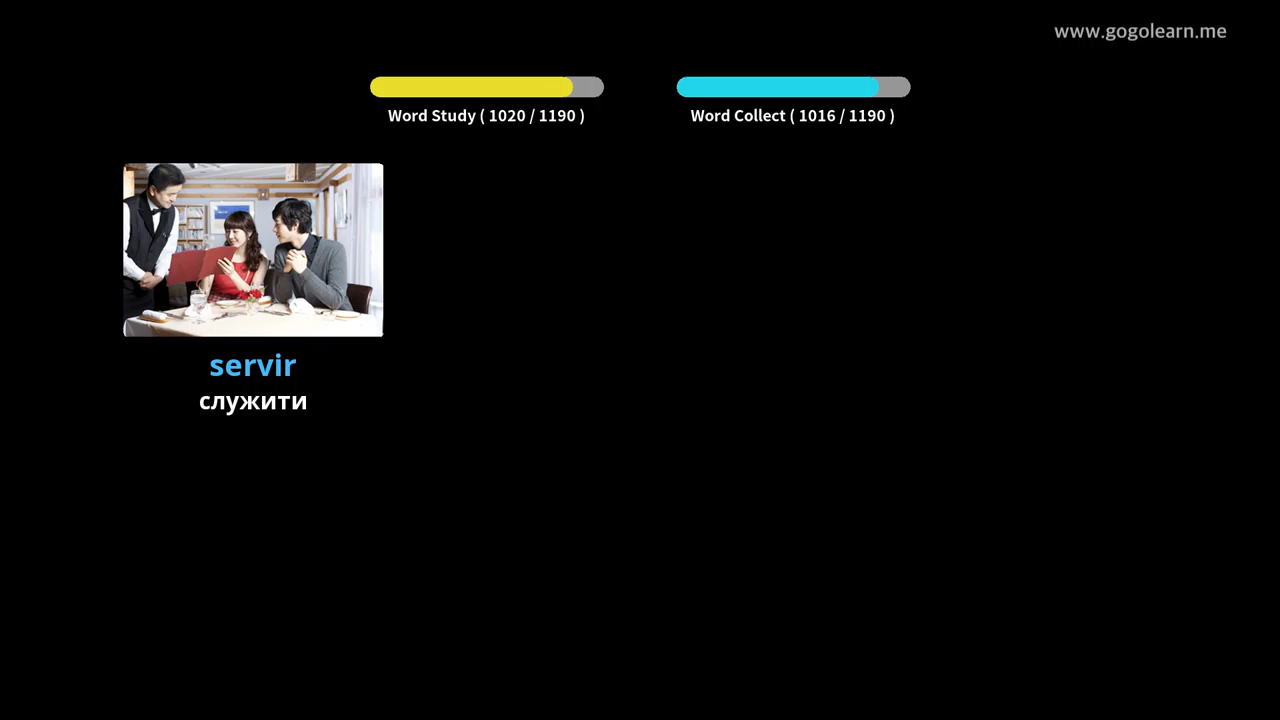 www.gogolearn.me
Word Study ( 1020 / 1190 )
Word Collect ( 1016 / 1190 )
servir
служити